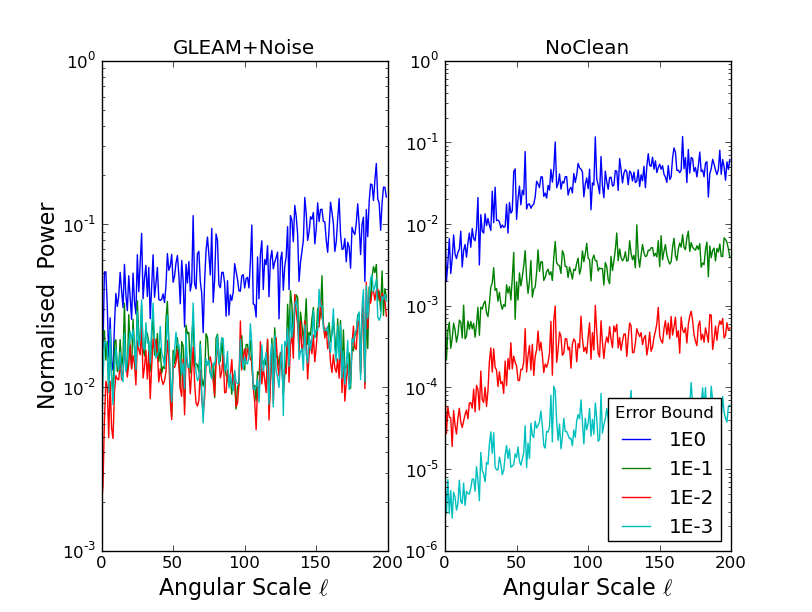 GLEAM+Noise
NoClean
Normalised Power
10^0
10^-1
10^-2
10^-3
0 50 100 150 200
Angular Scale ℓ
10^0
10^-1
10^-2
10^-3
10^-4
10^-5
10^-6
0 50 100 150 200
Angular Scale ℓ
Error Bound
1E0
1E-1
1E-2
1E-3